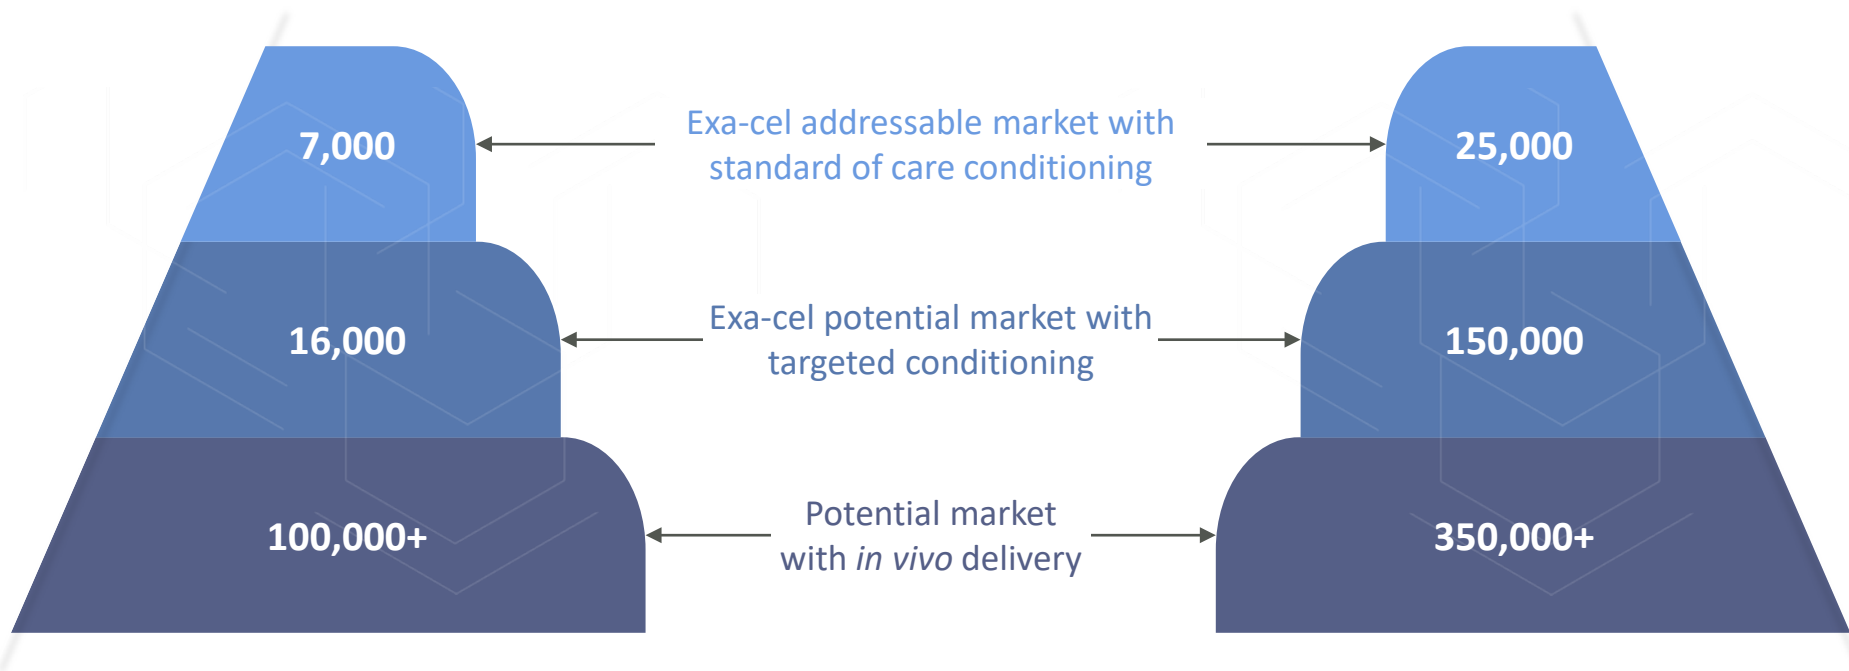 7,000
Exa-cel addressable market with
standard of care conditioning
25,000
16,000
Exa-cel potential market with
targeted conditioning
150,000
100,000+
Potential market
with in vivo delivery
350,000+